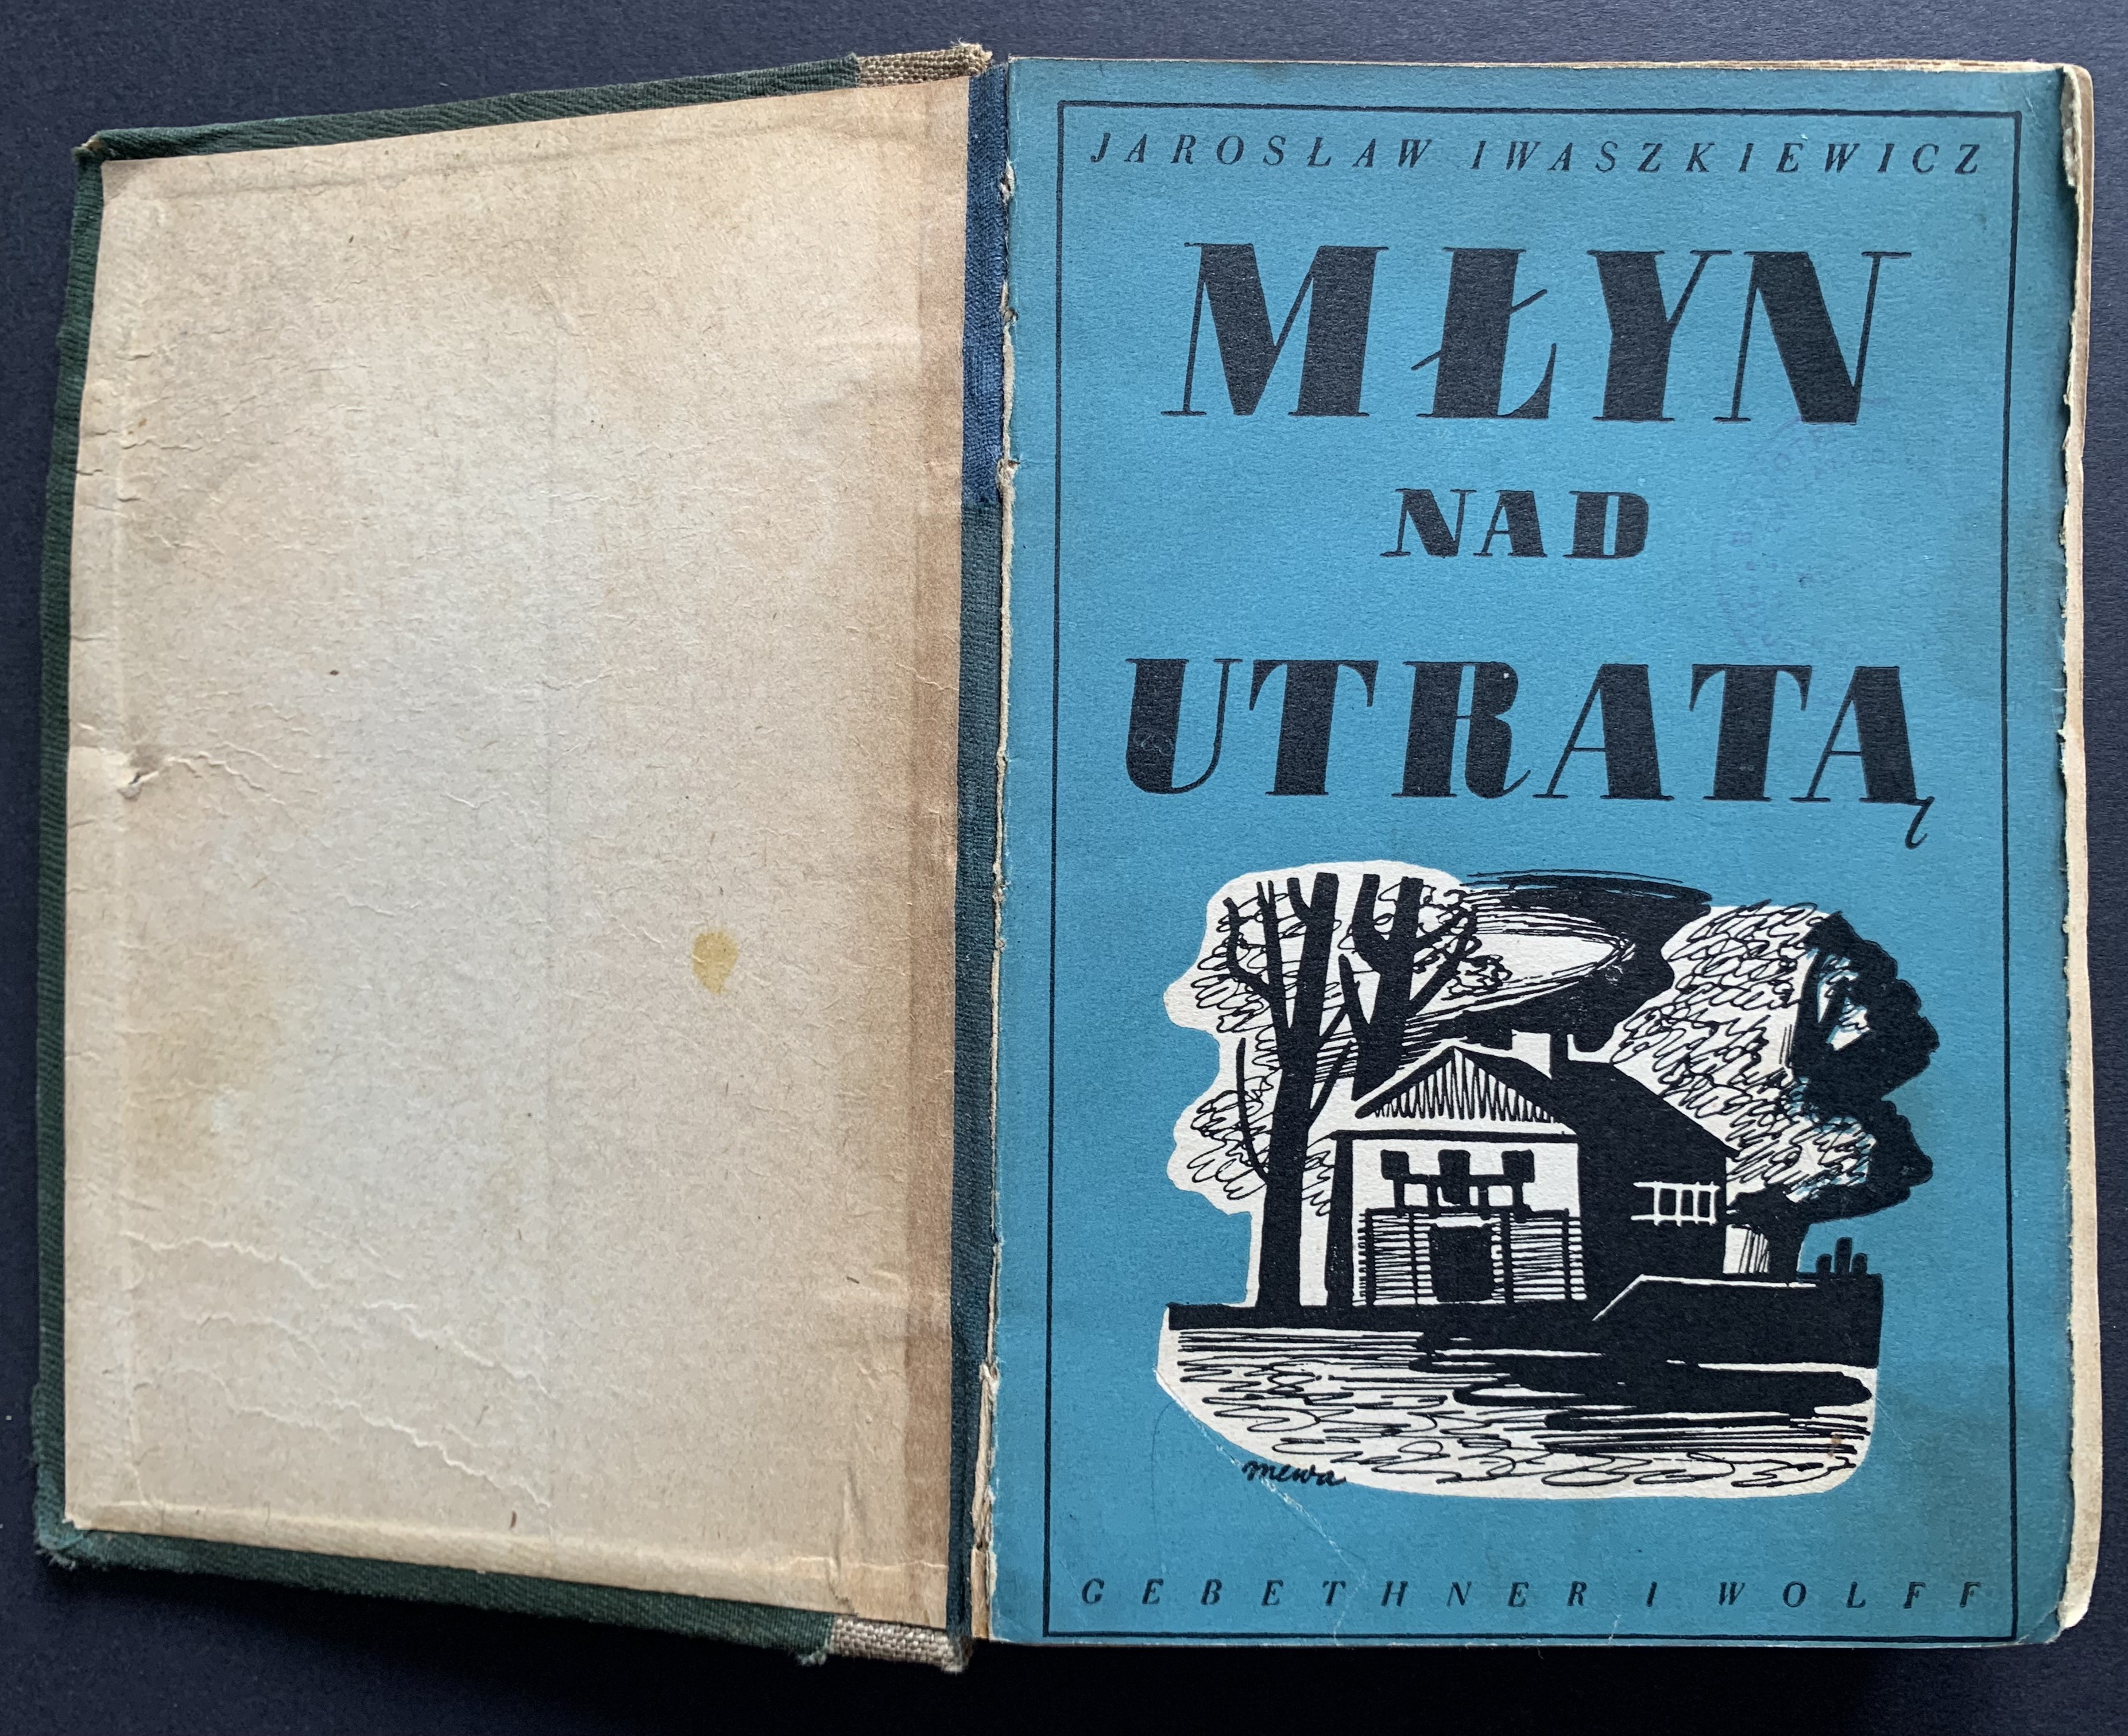 JAROSŁAW IWASZKIEWICZ
MŁYN
NAD
UTRATĄ
mewa
GEBETHNER I WOLFF